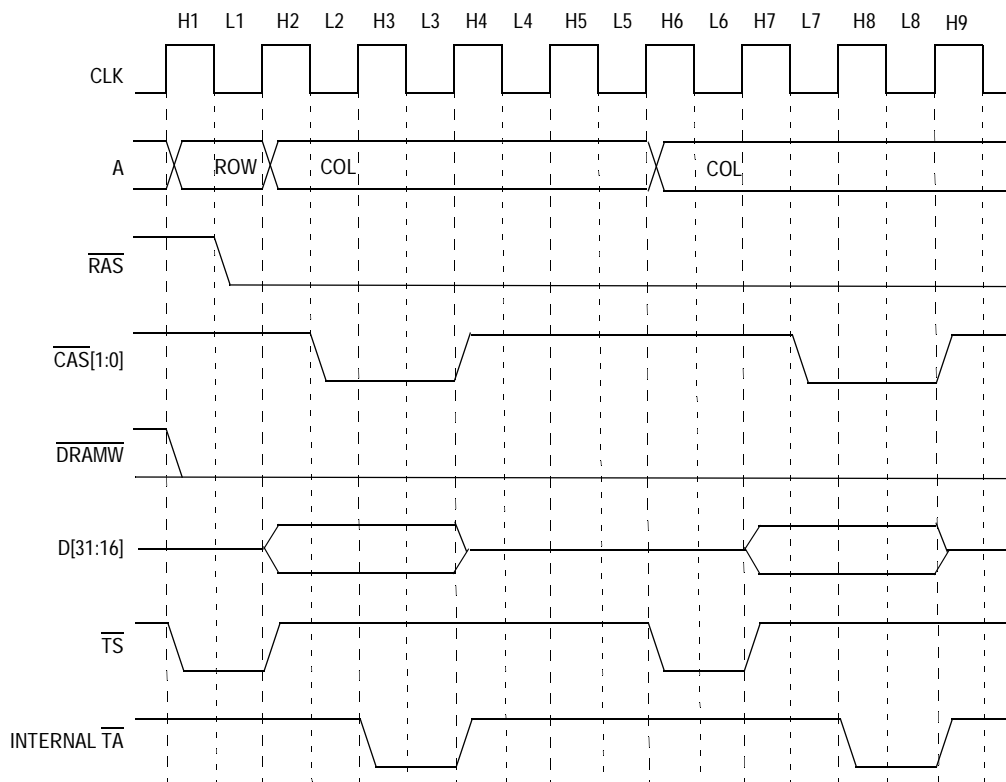 H1 L1 H2 L2 H3 L3 H4 L4 H5 L5 H6 L6 H7 L7 H8 L8 H9
CLK
A ROW COL COL
RAS
CAS[1:0]
DRAMW
D[31:16]
TS
INTERNAL TA